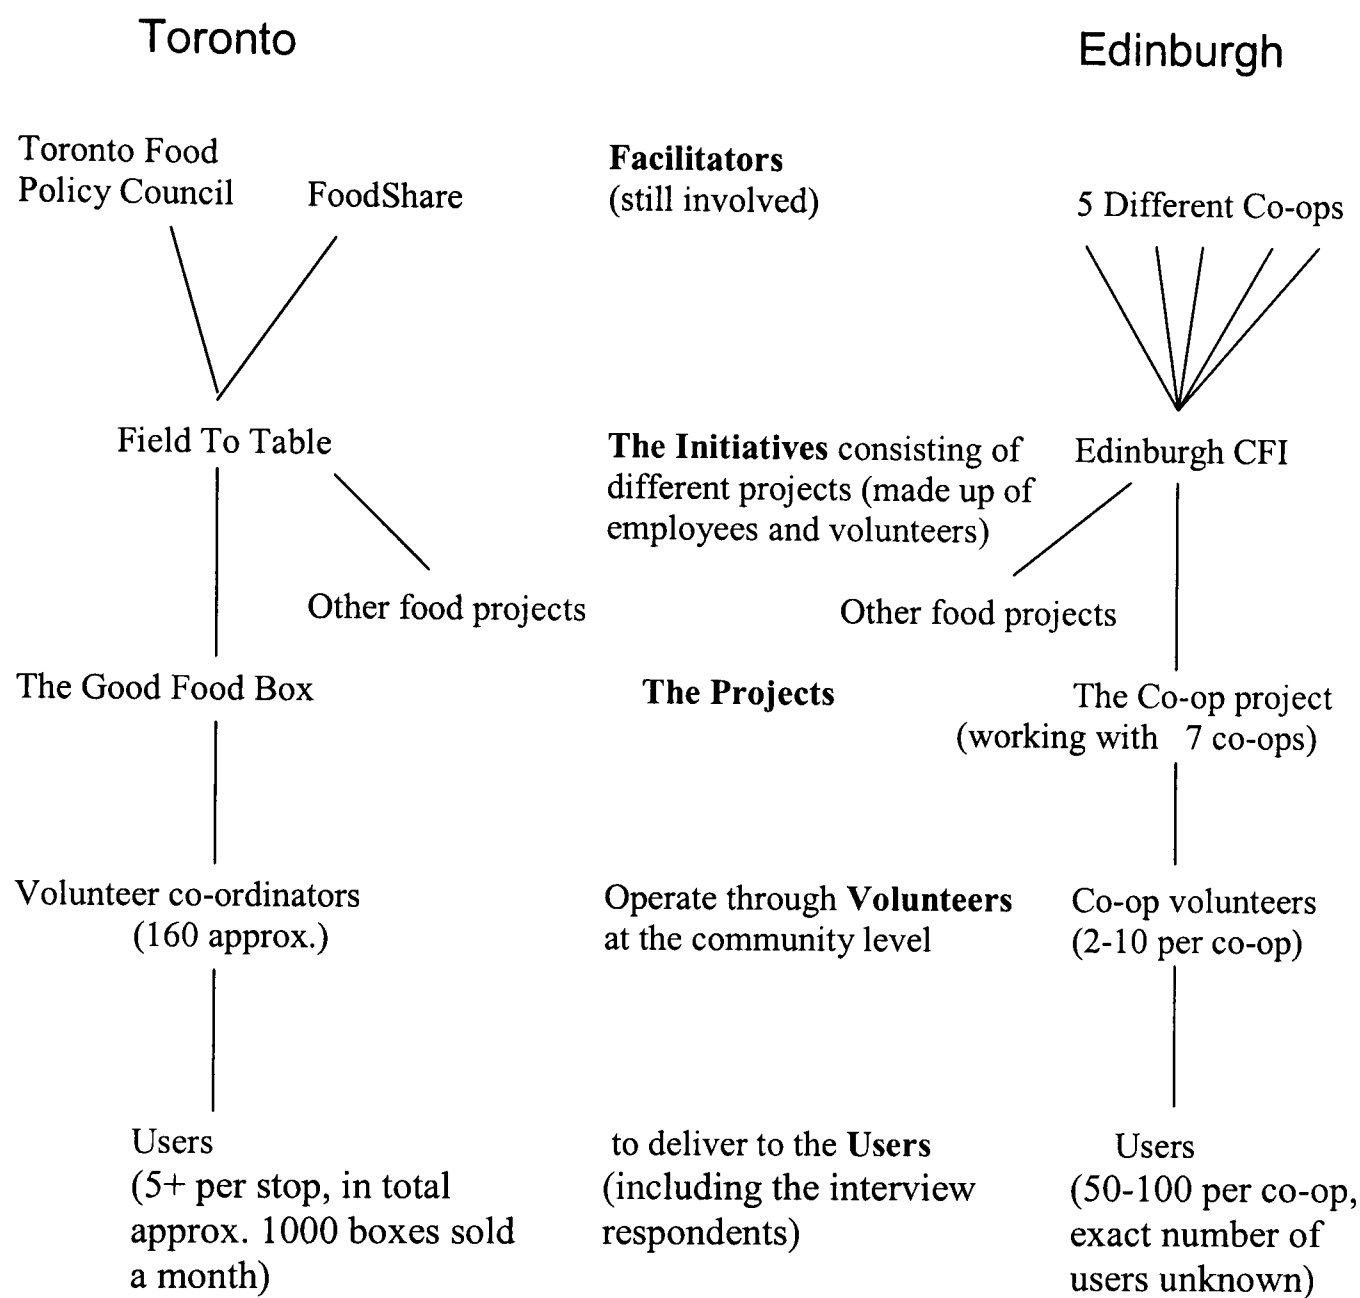 Toronto
Edinburgh
Toronto Food
Policy Council
FoodShare
Facilitators
(still involved)
5 Different Co-ops
Field To Table
The Initiatives consisting of
different projects (made up of
employees and volunteers)
Edinburgh CFI
Other food projects
Other food projects
The Good Food Box
The Projects
The Co-op project
(working with 7 co-ops)
Volunteer co-ordinators
(160 approx.)
Operate through Volunteers
at the community level
Co-op volunteers
(2-10 per co-op)
Users
(5+ per stop, in total
approx. 1000 boxes sold
a month)
to deliver to the Users
(including the interview
respondents)
Users
(50-100 per co-op,
exact number of
users unknown)